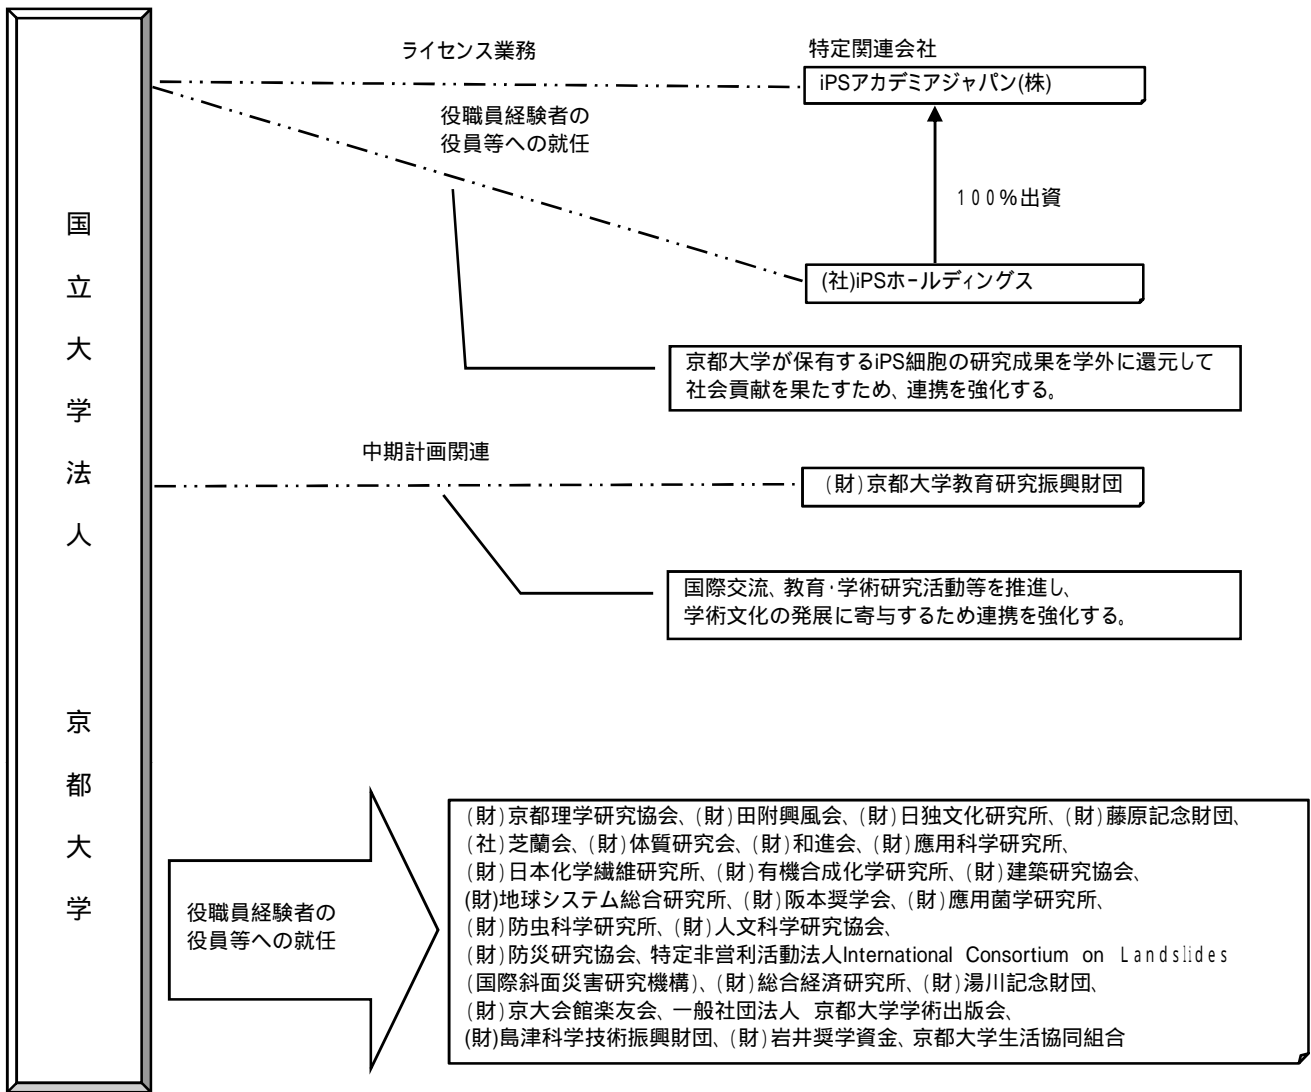 国立大学法人 京都大学
ライセンス業務
特定関連会社
iPSアカデミアジャパン(株)
役職員経験者の
役員等への就任
100%出資
(社)iPSホールディングス
京都大学が保有するiPS細胞の研究成果を学外に還元して
社会貢献を果たすため、連携を強化する。
中期計画関連
(財)京都大学教育研究振興財団
国際交流、教育・学術研究活動等を推進し、
学術文化の発展に寄与するため連携を強化する。
役職員経験者の
役員等への就任
(財)京都理学研究協会、(財)田附興風会、(財)日独文化研究所、(財)藤原記念財団、
(社)芝蘭会、(財)体質研究会、(財)和進会、(財)應用科学研究所、
(財)日本化学繊維研究所、(財)有機合成化学研究所、(財)建築研究協会、
(財)地球システム総合研究所、(財)阪本奨学会、(財)應用菌学研究所、
(財)防虫科学研究所、(財)人文科学研究協会、
(財)防災研究協会、特定非営利活動法人International Consortium on Landslides
(国際斜面災害研究機構)、(財)総合経済研究所、(財)湯川記念財団、
(財)京大会館楽友会、一般社団法人 京都大学学術出版会、
(財)島津科学技術振興財団、(財)岩井奨学資金、京都大学生活協同組合